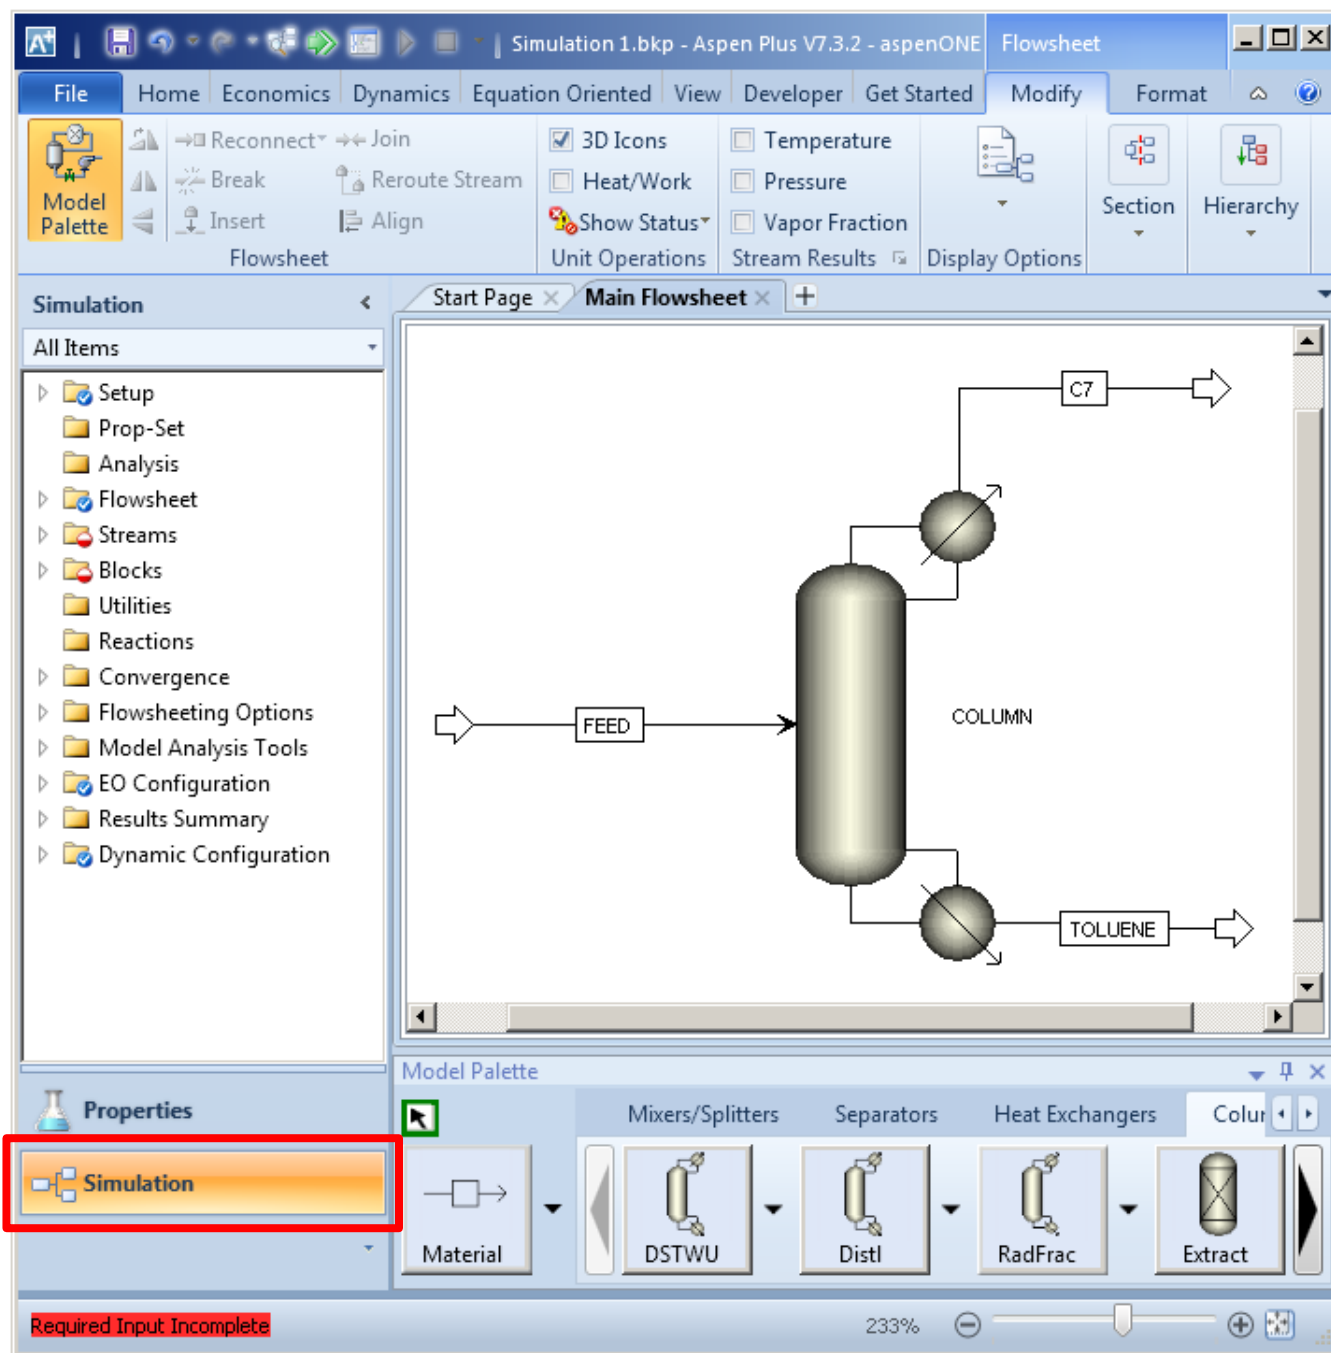 Simulation 1.bkp - Aspen Plus V7.3.2 - aspenONE Flowsheet
File Home Economics Dynamics Equation Oriented View Developer Get Started Modify Format
Model Palette
Reconnect Join
Break Reroute Stream
Insert Align
Flowsheet
3D Icons
Heat/Work
Show Status
Unit Operations
Temperature
Pressure
Vapor Fraction
Stream Results
Display Options
Section
Hierarchy
Simulation
All Items
Setup
Prop-Set
Analysis
Flowsheet
Streams
Blocks
Utilities
Reactions
Convergence
Flowsheeting Options
Model Analysis Tools
EO Configuration
Results Summary
Dynamic Configuration
Properties
Simulation
Start Page Main Flowsheet
C7
FEED
COLUMN
TOLUENE
Model Palette
Mixers/Splitters Separators Heat Exchangers Colur
Material DSTWU Distl RadFrac Extract
Required Input Incomplete
233%